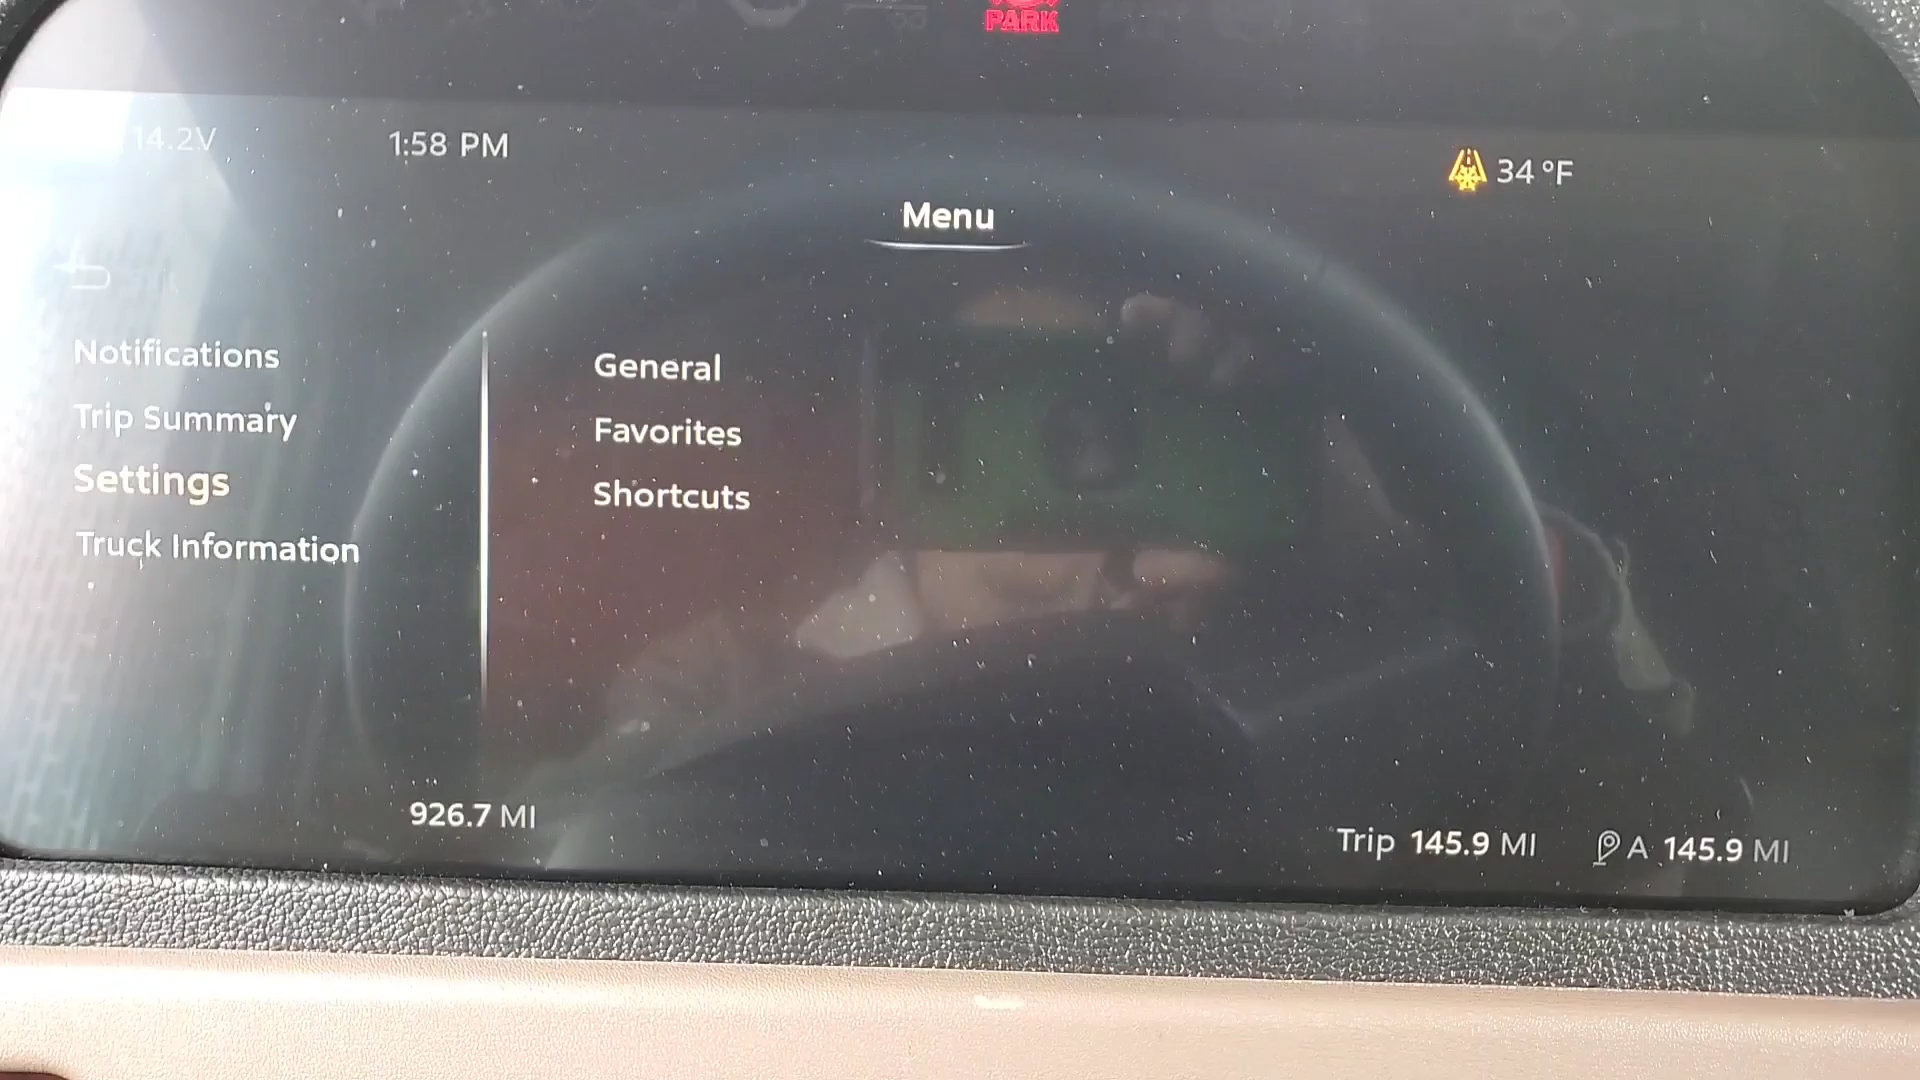 PARK
14.2V
1:58 PM
34 °F
Menu
Notifications
Trip Summary
Settings
Truck Information
General
Favorites
Shortcuts
926.7 MI
Trip 145.9 MI
A 145.9 MI